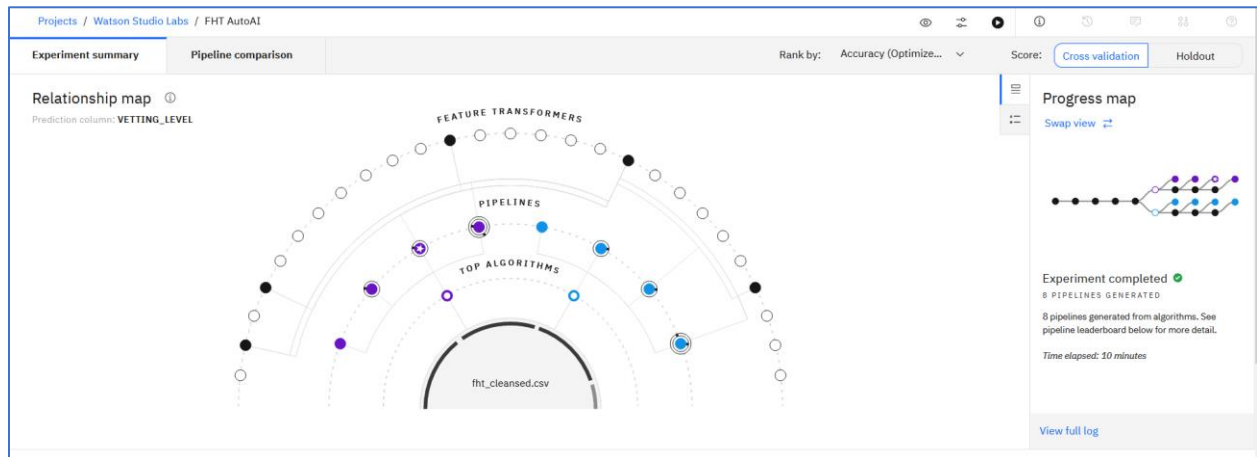 Projects / Watson Studio Labs / FHT AutoAI
Experiment summary
Pipeline comparison
Rank by: Accuracy (Optimize...
Score: Cross validation Holdout
Relationship map
Prediction column: VETTING_LEVEL
FEATURE TRANSFORMERS
PIPELINES
TOP ALGORITHMS
fht_cleansed.csv
Progress map
Swap view
Experiment completed
8 PIPELINES GENERATED
8 pipelines generated from algorithms. See
pipeline leaderboard below for more detail.
Time elapsed: 10 minutes
View full log